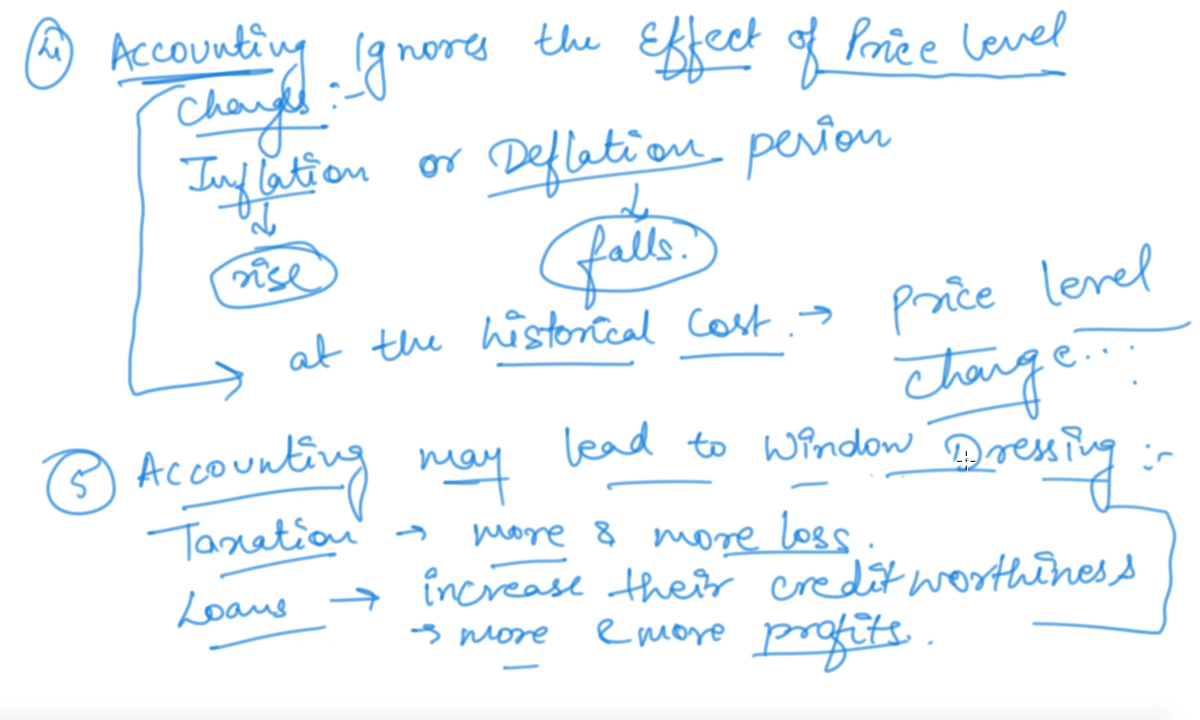 4 Accounting Ignores the Effect of Price level
Changes :-
Inflation or Deflation period
↓ ↓
rise falls.
→ at the historical cost. → Price level
change...
5 Accounting may lead to Window Dressing :-
Taxation → more & more loss.
Loans → increase their creditworthiness
→ more & more profits.